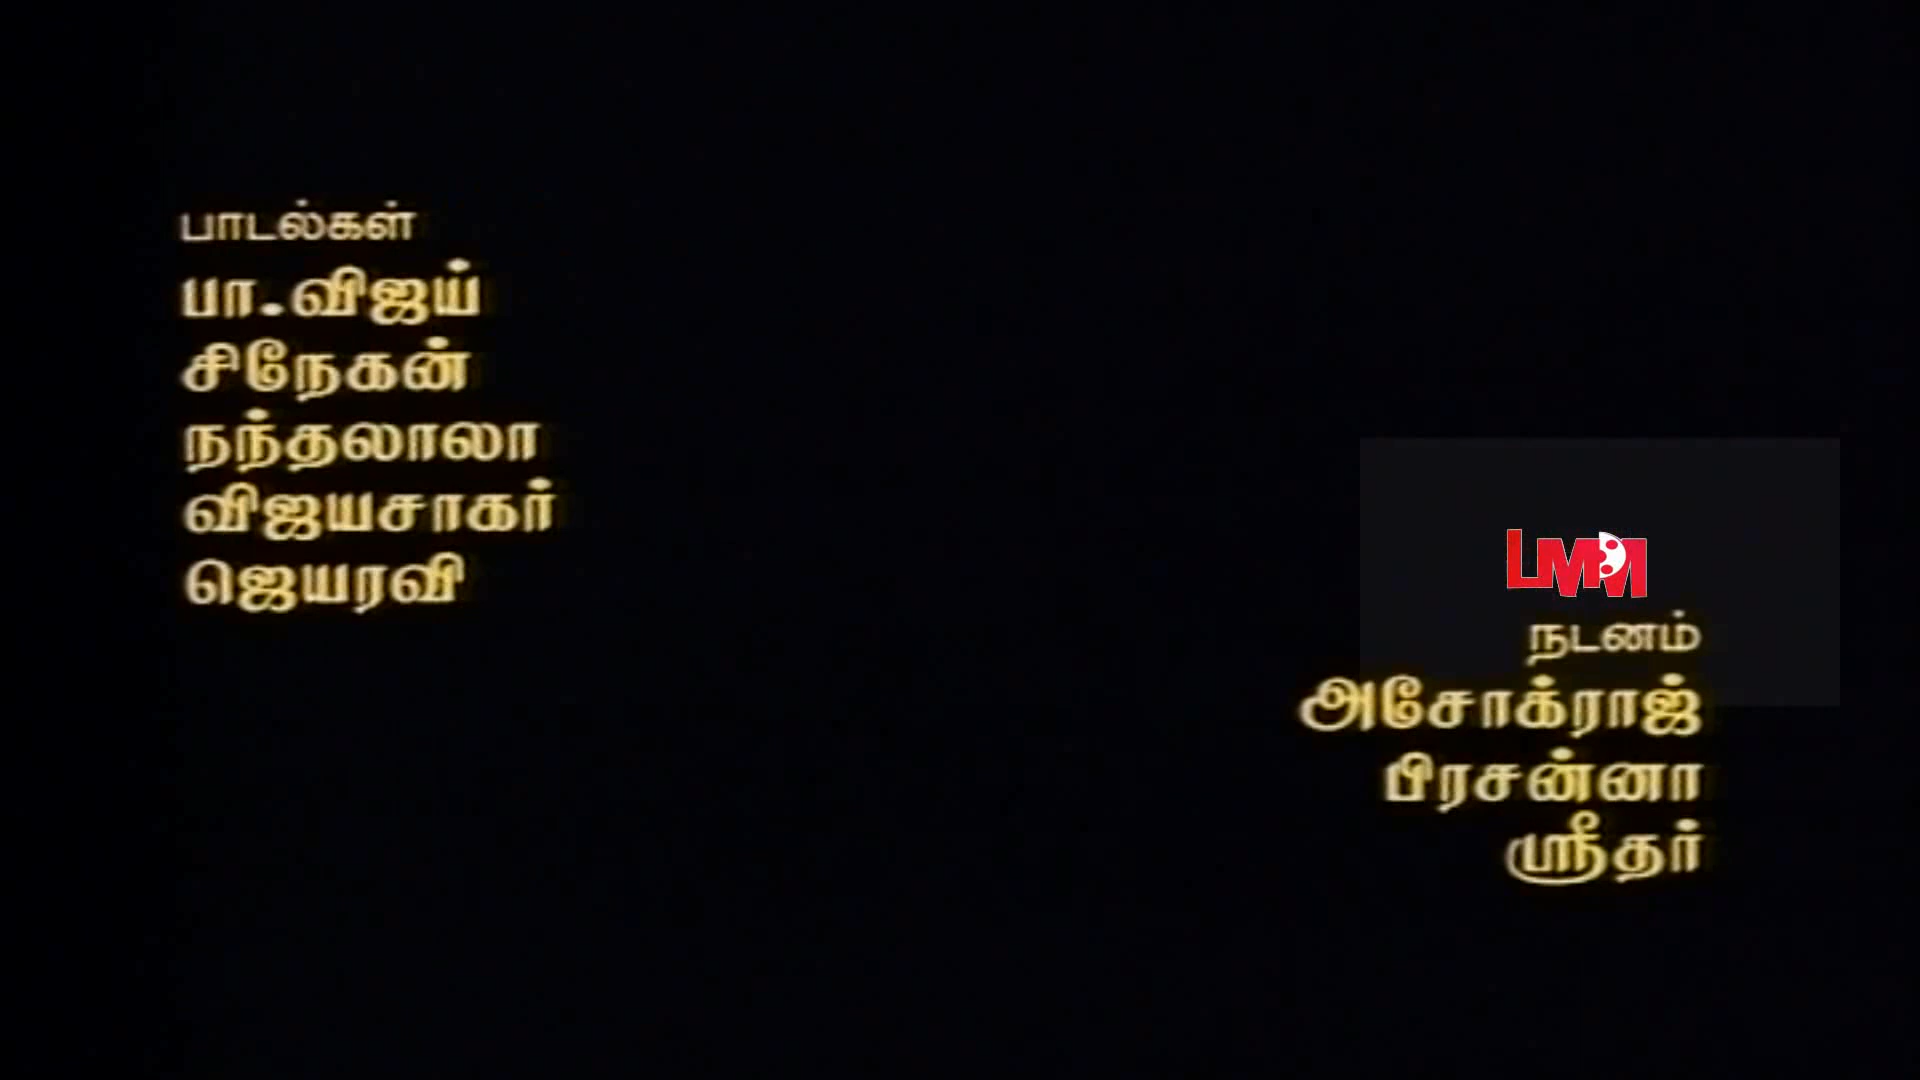 பாடல்கள்
பா.விஜய்
சிநேகன்
நந்தலாலா
விஜயசாகர்
ஜெயரவி
LMM
நடனம்
அசோக்ராஜ்
பிரசன்னா
ஸ்ரீதர்